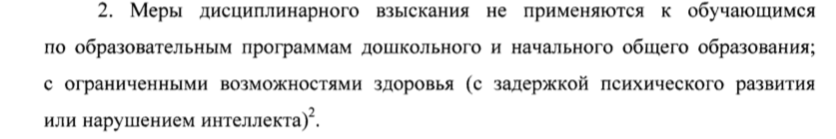 2. Меры дисциплинарного взыскания не применяются к обучающимся
по образовательным программам дошкольного и начального общего образования;
с ограниченными возможностями здоровья (с задержкой психического развития
или нарушением интеллекта)².